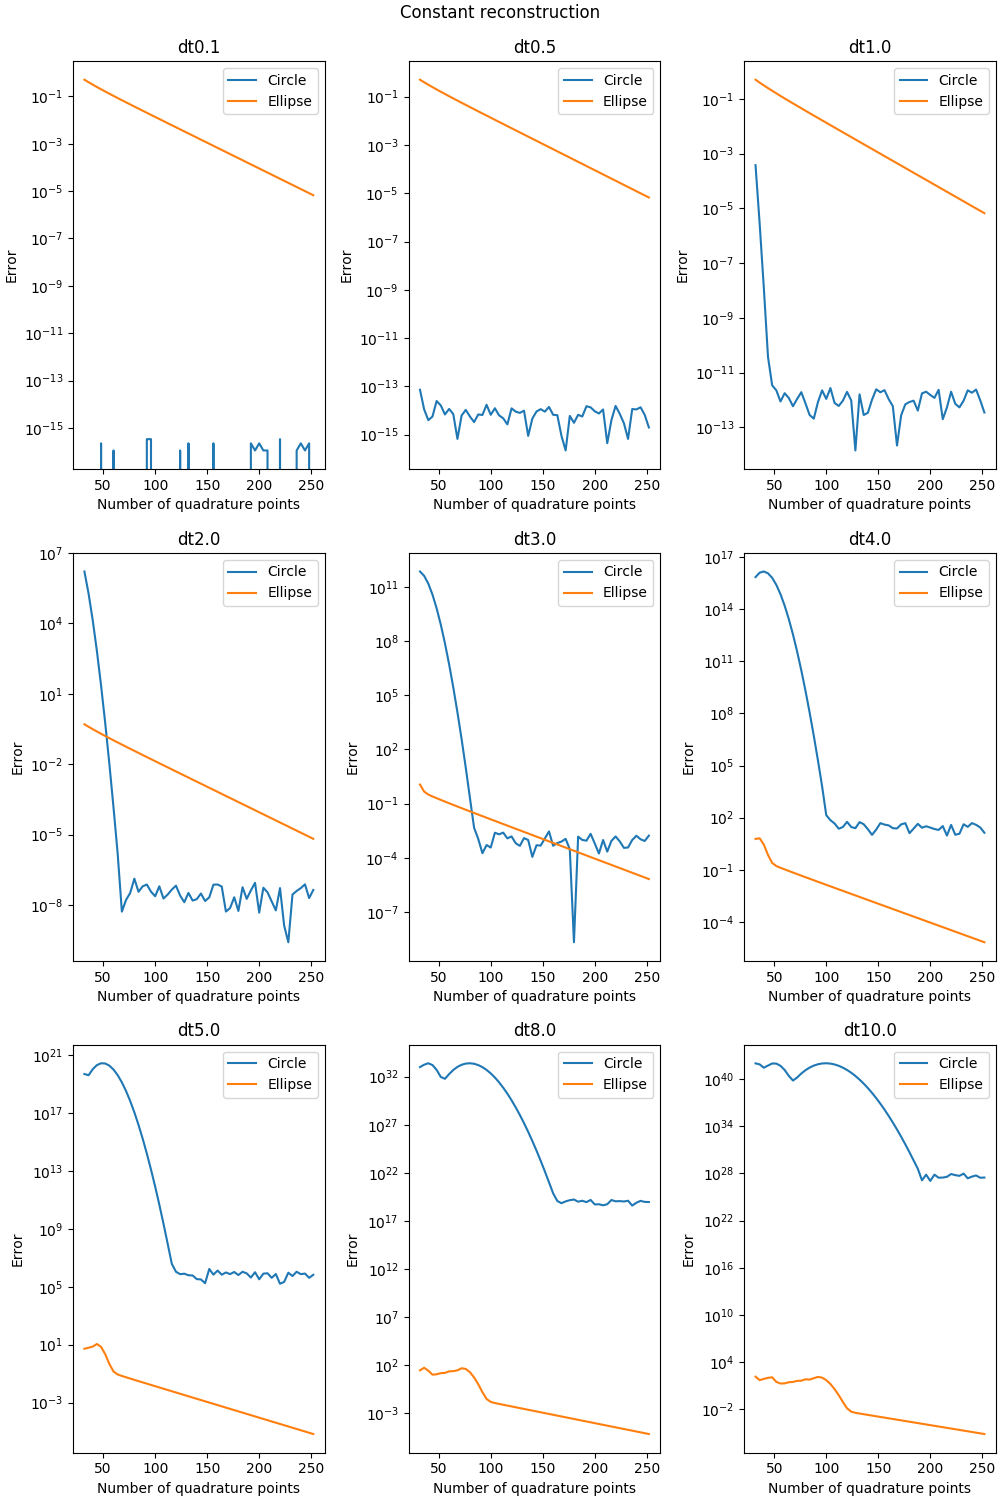 Constant reconstruction
dt0.1
Circle
Ellipse
10^-1
10^-3
10^-5
10^-7
10^-9
10^-11
10^-13
10^-15
Error
50 100 150 200 250
Number of quadrature points
dt0.5
Circle
Ellipse
10^-1
10^-3
10^-5
10^-7
10^-9
10^-11
10^-13
10^-15
Error
50 100 150 200 250
Number of quadrature points
dt1.0
Circle
Ellipse
10^-1
10^-3
10^-5
10^-7
10^-9
10^-11
10^-13
Error
50 100 150 200 250
Number of quadrature points
dt2.0
Circle
Ellipse
10^7
10^4
10^1
10^-2
10^-5
10^-8
Error
50 100 150 200 250
Number of quadrature points
dt3.0
Circle
Ellipse
10^11
10^8
10^5
10^2
10^-1
10^-4
10^-7
Error
50 100 150 200 250
Number of quadrature points
dt4.0
Circle
Ellipse
10^17
10^14
10^11
10^8
10^5
10^2
10^-1
10^-4
Error
50 100 150 200 250
Number of quadrature points
dt5.0
Circle
Ellipse
10^21
10^17
10^13
10^9
10^5
10^1
10^-3
Error
50 100 150 200 250
Number of quadrature points
dt8.0
Circle
Ellipse
10^32
10^27
10^22
10^17
10^12
10^7
10^2
10^-3
Error
50 100 150 200 250
Number of quadrature points
dt10.0
Circle
Ellipse
10^40
10^34
10^28
10^22
10^16
10^10
10^4
10^-2
Error
50 100 150 200 250
Number of quadrature points